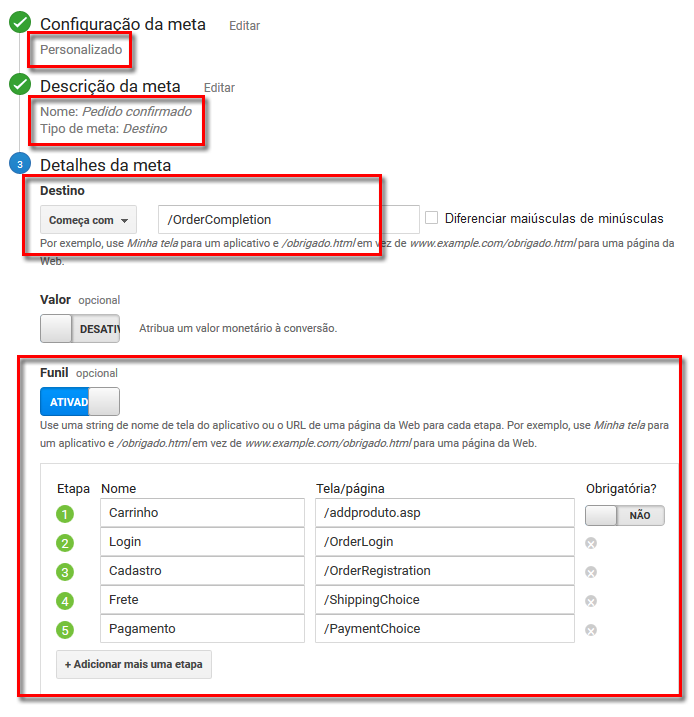 Configuração da meta Editar
Personalizado
Descrição da meta Editar
Nome: Pedido confirmado
Tipo de meta: Destino
3 Detalhes da meta
Destino
Começa com /OrderCompletion Diferenciar maiúsculas de minúsculas
Por exemplo, use Minha tela para um aplicativo e /obrigado.html em vez de www.example.com/obrigado.html para uma página da
Web.
Valor opcional
DESATIV Atribua um valor monetário à conversão.
Funil opcional
ATIVAD
Use uma string de nome de tela do aplicativo ou o URL de uma página da Web para cada etapa. Por exemplo, use Minha tela para
um aplicativo e /obrigado.html em vez de www.example.com/obrigado.html para uma página da Web.
Etapa Nome Tela/página Obrigatória?
1 Carrinho /addproduto.asp NÃO
2 Login /OrderLogin
3 Cadastro /OrderRegistration
4 Frete /ShippingChoice
5 Pagamento /PaymentChoice
+ Adicionar mais uma etapa